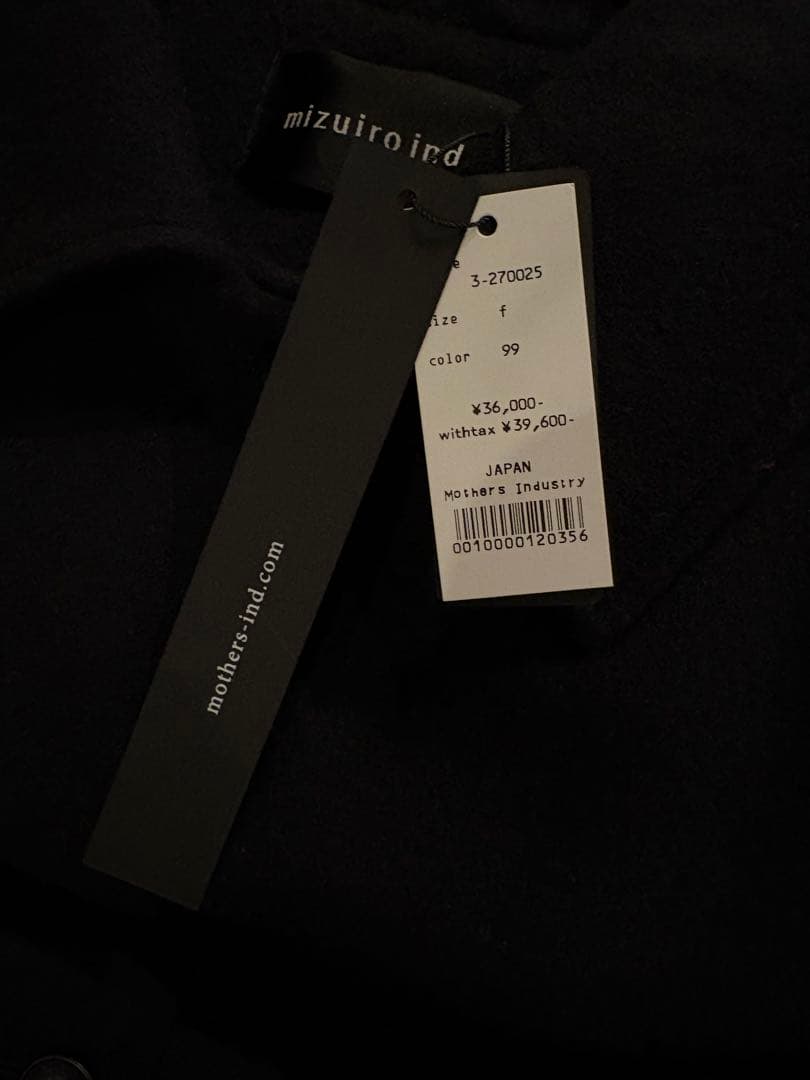 mizuiro ind
e
3-270025
ize f
color 99
¥36,000-
withtax ¥39,600-
JAPAN
Mothers Industry
0010000120356
mothers-ind.com